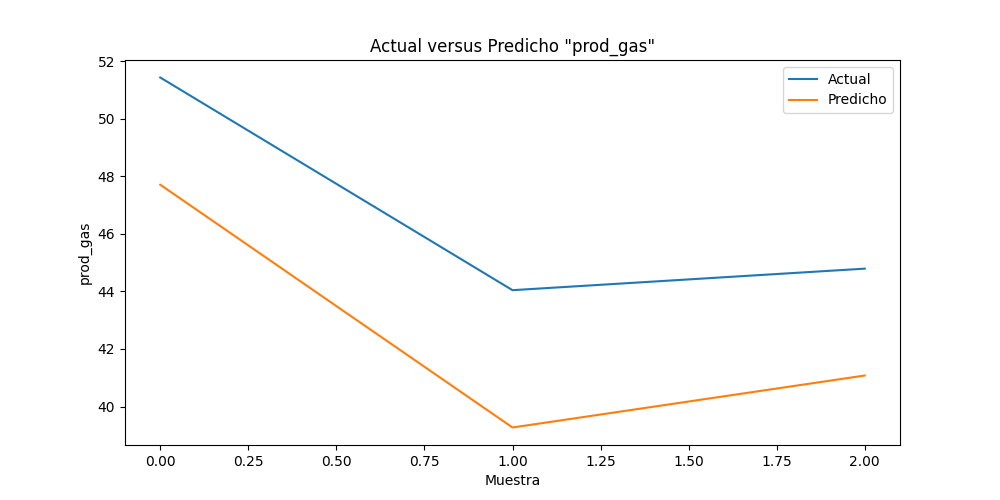 Actual versus Predicho "prod_gas"
Actual
Predicho
prod_gas
52
50
48
46
44
42
40
0.00 0.25 0.50 0.75 1.00 1.25 1.50 1.75 2.00
Muestra